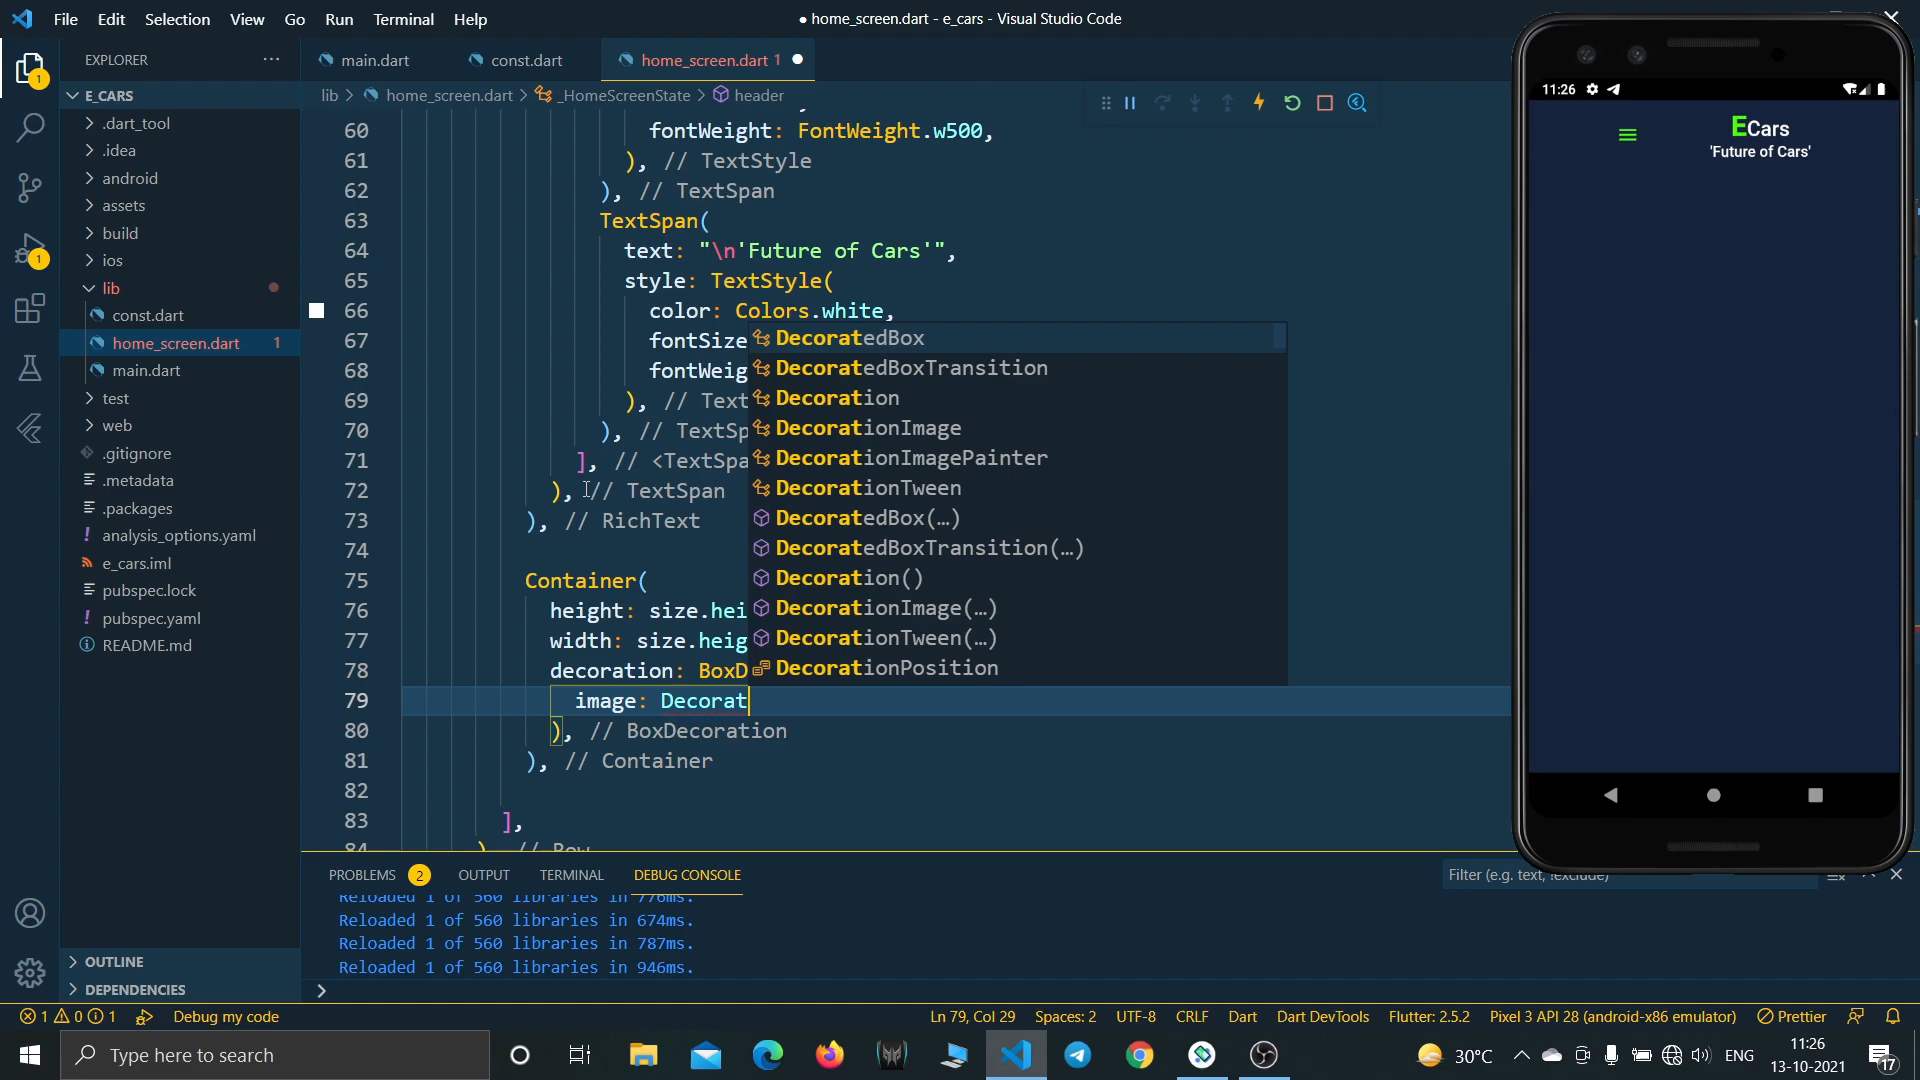 File Edit Selection View Go Run Terminal Help
● home_screen.dart - e_cars - Visual Studio Code
EXPLORER
E_CARS
.dart_tool
.idea
android
assets
build
ios
lib
const.dart
home_screen.dart 1
main.dart
test
web
.gitignore
.metadata
.packages
analysis_options.yaml
e_cars.iml
pubspec.lock
pubspec.yaml
README.md
OUTLINE
DEPENDENCIES
main.dart const.dart home_screen.dart 1
lib > home_screen.dart > _HomeScreenState > header
60 fontWeight: FontWeight.w500,
61 ), // TextStyle
62 ), // TextSpan
63 TextSpan(
64 text: "\n'Future of Cars'",
65 style: TextStyle(
66 color: Colors.white,
67 fontSize
68 fontWeig
69 ), // Text
70 ), // TextSp
71 ], // <TextSpa
72 ), // TextSpan
73 ), // RichText
74
75 Container(
76 height: size.hei
77 width: size.heig
78 decoration: BoxD
79 image: Decorat
80 ), // BoxDecoration
81 ), // Container
82
83 ],
84 ), // Row
DecoratedBox
DecoratedBoxTransition
Decoration
DecorationImage
DecorationImagePainter
DecorationTween
DecoratedBox(…)
DecoratedBoxTransition(…)
Decoration()
DecorationImage(…)
DecorationTween(…)
DecorationPosition
PROBLEMS 2 OUTPUT TERMINAL DEBUG CONSOLE
Filter (e.g. text, !exclude)
Reloaded 1 of 560 libraries in 776ms.
Reloaded 1 of 560 libraries in 674ms.
Reloaded 1 of 560 libraries in 787ms.
Reloaded 1 of 560 libraries in 946ms.
11:26
ECars
'Future of Cars'
1 0 1 Debug my code
Ln 79, Col 29 Spaces: 2 UTF-8 CRLF Dart Dart DevTools Flutter: 2.5.2 Pixel 3 API 28 (android-x86 emulator) Prettier
Type here to search
30°C ENG
11:26
13-10-2021
17